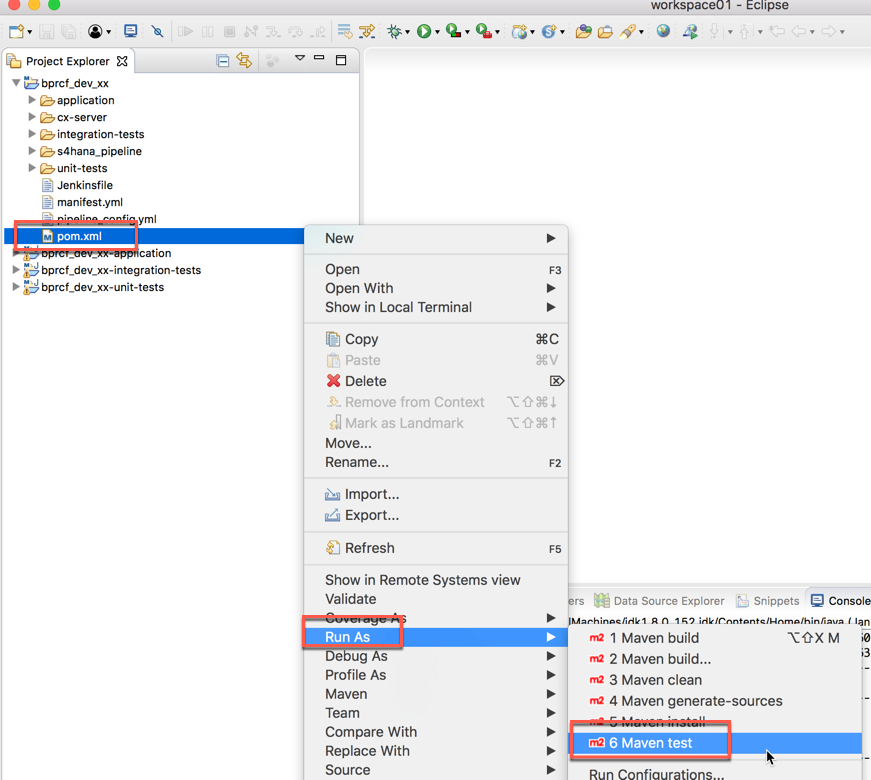 workspace01 - Eclipse
Project Explorer
bprcf_dev_xx
application
cx-server
integration-tests
s4hana_pipeline
unit-tests
Jenkinsfile
manifest.yml
pipeline_config.yml
pom.xml
bprcf_dev_xx-application
bprcf_dev_xx-integration-tests
bprcf_dev_xx-unit-tests
New
Open F3
Open With
Show in Local Terminal
Copy ⌘C
Paste ⌘V
Delete ⌦
Remove from Context ⌥⇧⌘↓
Mark as Landmark ⌥⇧⌘↑
Move...
Rename... F2
Import...
Export...
Refresh F5
Show in Remote Systems view
Validate
Coverage As
Run As
Debug As
Profile As
Maven
Team
Compare With
Replace With
Source
ers Data Source Explorer Snippets Console
Machines/jdk1.8.0_152.jdk/Contents/Home/bin/java (Jan
m2 1 Maven build ⌥⇧X M
m2 2 Maven build...
m2 3 Maven clean
m2 4 Maven generate-sources
m2 5 Maven install
m2 6 Maven test
Run Configurations...